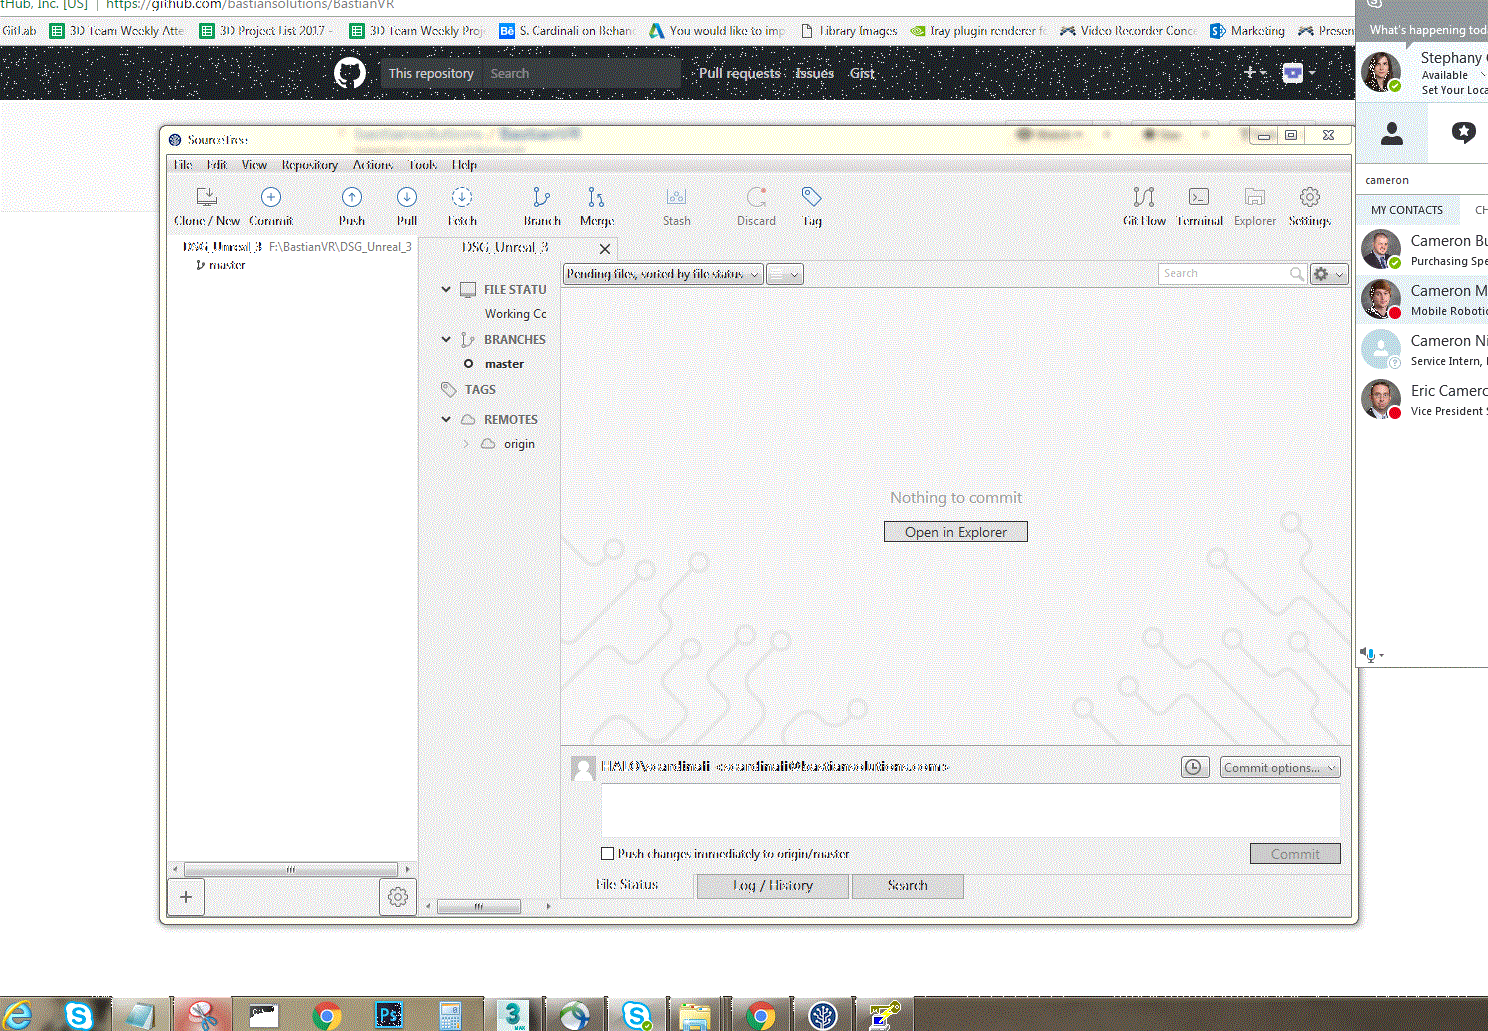 tHub, Inc. [US] | https://github.com/bastiansolutions/BastianVR
GitLab 3D Team Weekly Atte 3D Project List 2017 - 3D Team Weekly Proj S. Cardinali on Behanc You would like to imp Library Images Iray plugin renderer fo Video Recorder Conc Marketing Presen
This repository Search Pull requests Issues Gist
What's happening toda
Stephany C
Available
Set Your Loca
cameron
MY CONTACTS CH
Cameron Bu
Purchasing Spe
Cameron M
Mobile Robotic
Cameron Ni
Service Intern,
Eric Camero
Vice President S
SourceTree
File Edit View Repository Actions Tools Help
Clone / New Commit Push Pull Fetch Branch Merge Stash Discard Tag Git Flow Terminal Explorer Settings
DSG_Unreal_3 F:\BastianVR\DSG_Unreal_3
master
DSG_Unreal_3
Pending files, sorted by file status
Search
FILE STATU
Working Cc
BRANCHES
master
TAGS
REMOTES
origin
Nothing to commit
Open in Explorer
HALO\scardinali <scardinali@bastiansolutions.com>
Commit options...
Push changes immediately to origin/master
Commit
File Status Log / History Search